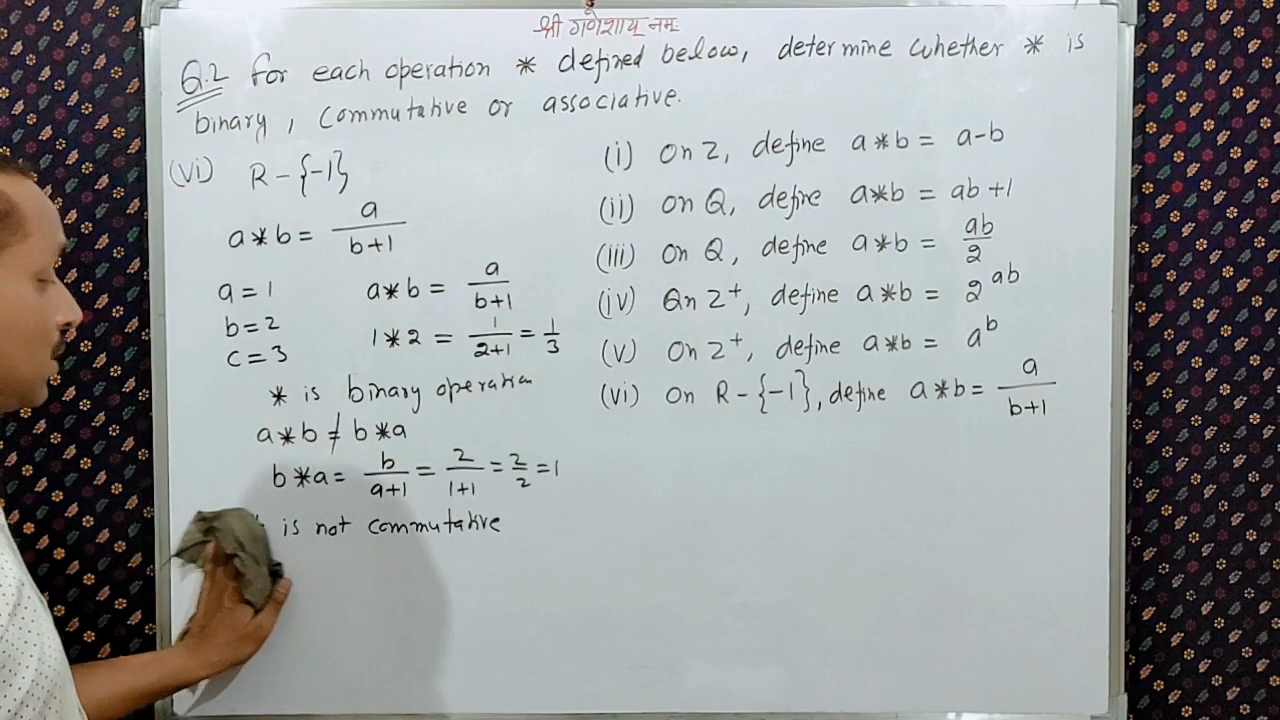 श्री गणेशाय नमः
Q.2 For each operation * defined below, determine whether * is
binary, commutative or associative.
(vi) R - {-1}
a * b = a/(b+1)
a = 1
b = 2
c = 3
a * b = a/(b+1)
1 * 2 = 1/(2+1) = 1/3
* is binary operation
a * b ≠ b * a
b * a = b/(a+1) = 2/(1+1) = 2/2 = 1
is not commutative
(i) On Z, define a * b = a - b
(ii) On Q, define a * b = ab + 1
(iii) On Q, define a * b = ab/2
(iv) On Z⁺, define a * b = 2^ab
(v) On Z⁺, define a * b = a^b
(vi) On R - {-1}, define a * b = a/(b+1)